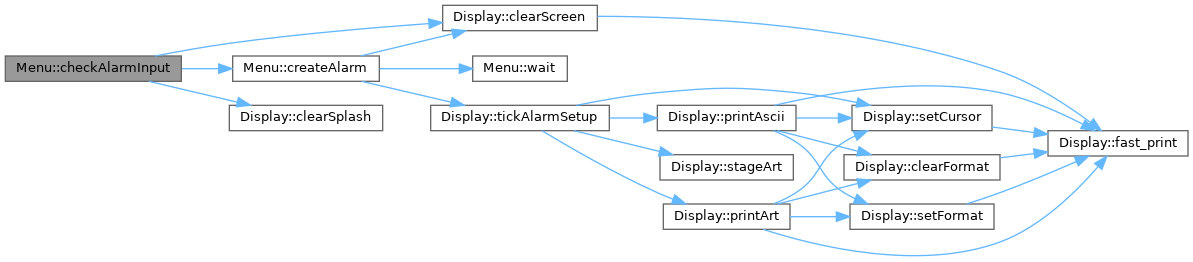 Display::clearScreen
Menu::checkAlarmInput
Menu::createAlarm
Menu::wait
Display::clearSplash
Display::tickAlarmSetup
Display::printAscii
Display::setCursor
Display::fast_print
Display::stageArt
Display::clearFormat
Display::printArt
Display::setFormat